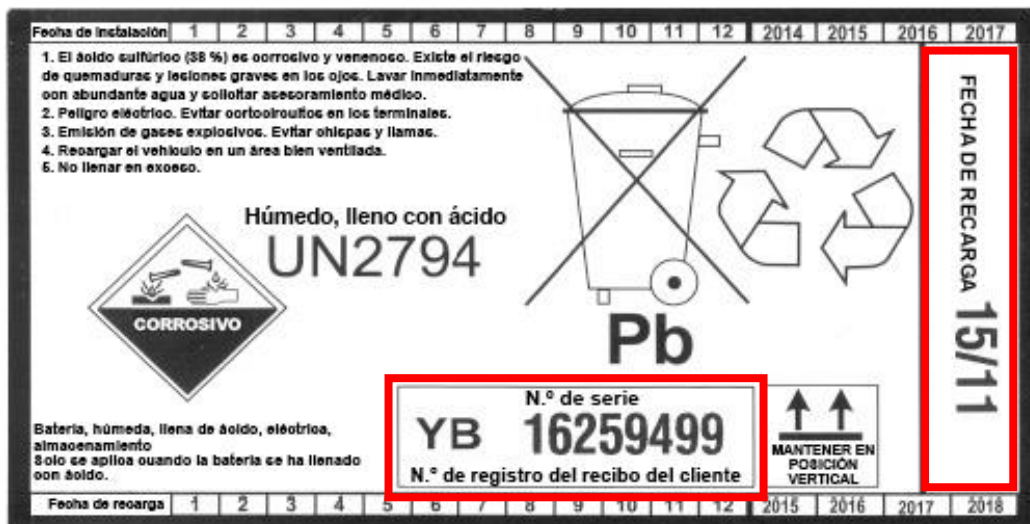 Fecha de Instalación 1 2 3 4 5 6 7 8 9 10 11 12 2014 2015 2016 2017
1. El ácido sulfúrico (38 %) es corrosivo y venenoso. Existe el riesgo
de quemaduras y lesiones graves en los ojos. Lavar inmediatamente
con abundante agua y solicitar asesoramiento médico.
2. Peligro eléctrico. Evitar cortocircuitos en los terminales.
3. Emisión de gases explosivos. Evitar chispas y llamas.
4. Recargar el vehículo en un área bien ventilada.
5. No llenar en exceso.
Húmedo, lleno con ácido
UN2794
CORROSIVO
Pb
FECHA DE RECARGA 15/11
N.º de serie
YB 16259499
N.º de registro del recibo del cliente
MANTENER EN
POSICIÓN
VERTICAL
Batería, húmeda, llena de ácido, eléctrica,
almacenamiento
Solo se aplica cuando la batería se ha llenado
con ácido.
Fecha de recarga 1 2 3 4 5 6 7 8 9 10 11 12 2015 2016 2017 2018